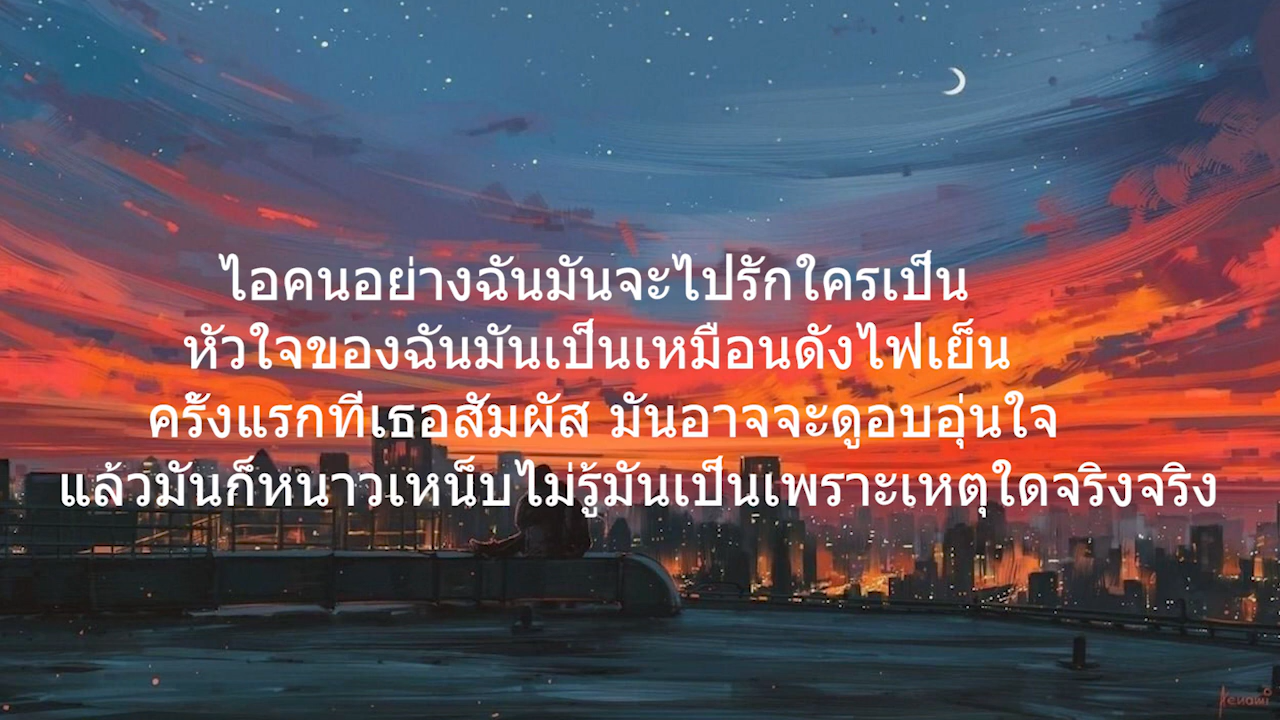 ไอคนอย่างฉันมันจะไปรักใครเป็น
หัวใจของฉันมันเป็นเหมือนดังไฟเย็น
ครั้งแรกที่เธอสัมผัส มันอาจจะดูอบอุ่นใจ
แล้วมันก็หนาวเหน็บ ไม่รู้มันเป็นเพราะเหตุใดจริงจริง